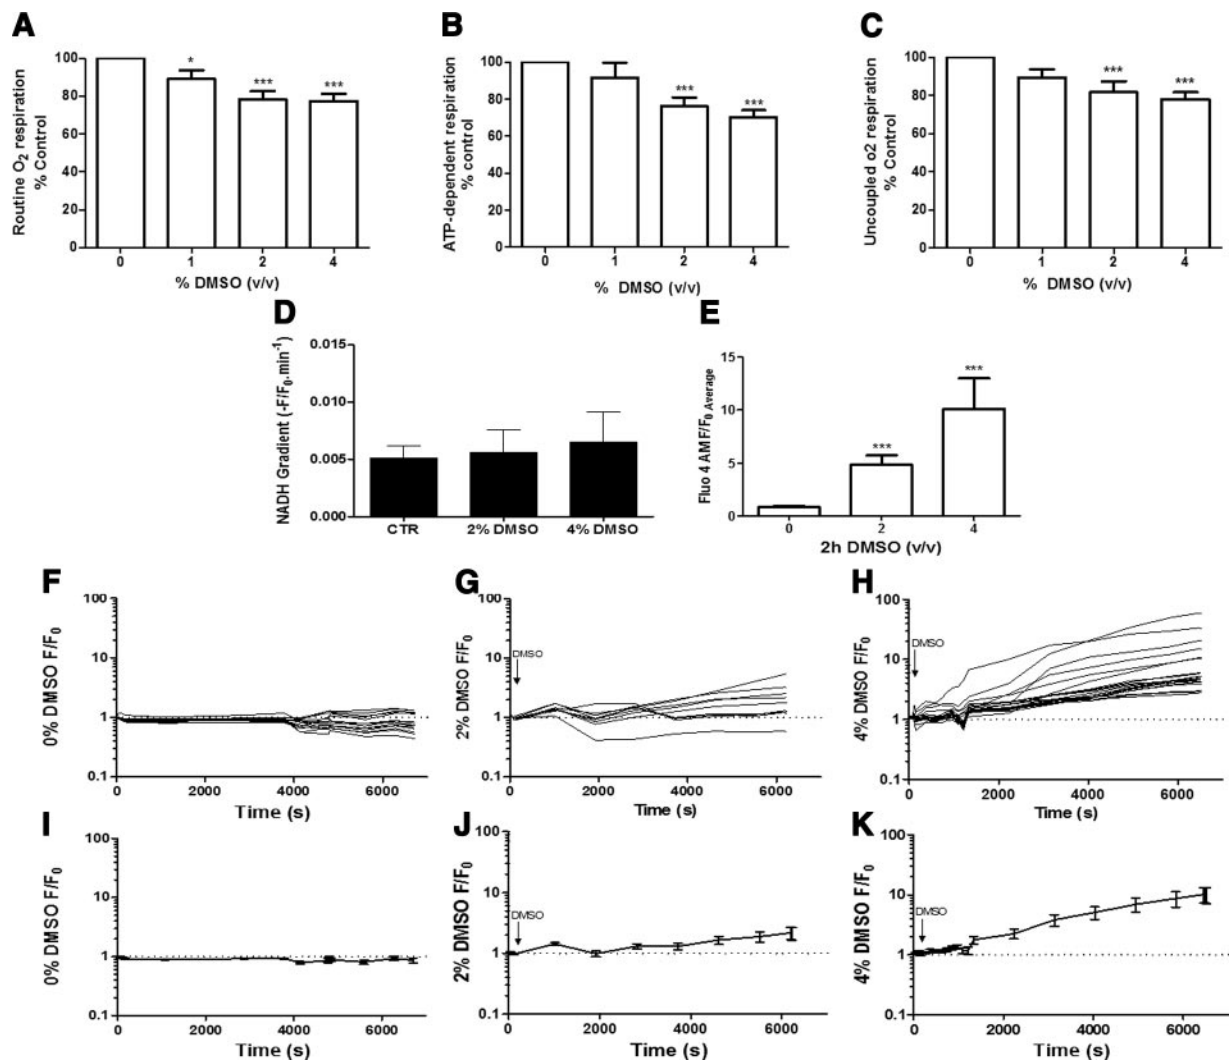 A
B
C
Routine O2 respiration
% Control
100
80
60
40
20
0
*
***
***
0 1 2 4
% DMSO (v/v)
ATP-dependent respiration
% control
100
80
60
40
20
0
***
***
0 1 2 4
% DMSO (v/v)
Uncoupled o2 respiration
% Control
100
80
60
40
20
0
***
***
0 1 2 4
% DMSO (v/v)
D
E
NADH Gradient (-F/F0.min-1)
0.015
0.010
0.005
0.000
CTR 2% DMSO 4% DMSO
Fluo 4 AMF/F0 Average
15
10
5
0
***
***
0 2 4
2h DMSO (v/v)
F
G
H
0% DMSO F/F0
100
10
1
0.1
0 2000 4000 6000
Time (s)
2% DMSO F/F0
100
10
1
0.1
DMSO
0 2000 4000 6000
Time (s)
4% DMSO F/F0
100
10
1
0.1
DMSO
0 2000 4000 6000
Time (s)
I
J
K
0% DMSO F/F0
100
10
1
0.1
0 2000 4000 6000
Time (s)
2% DMSO F/F0
100
10
1
0.1
DMSO
0 2000 4000 6000
Time (s)
4% DMSO F/F0
100
10
1
0.1
DMSO
0 2000 4000 6000
Time (s)